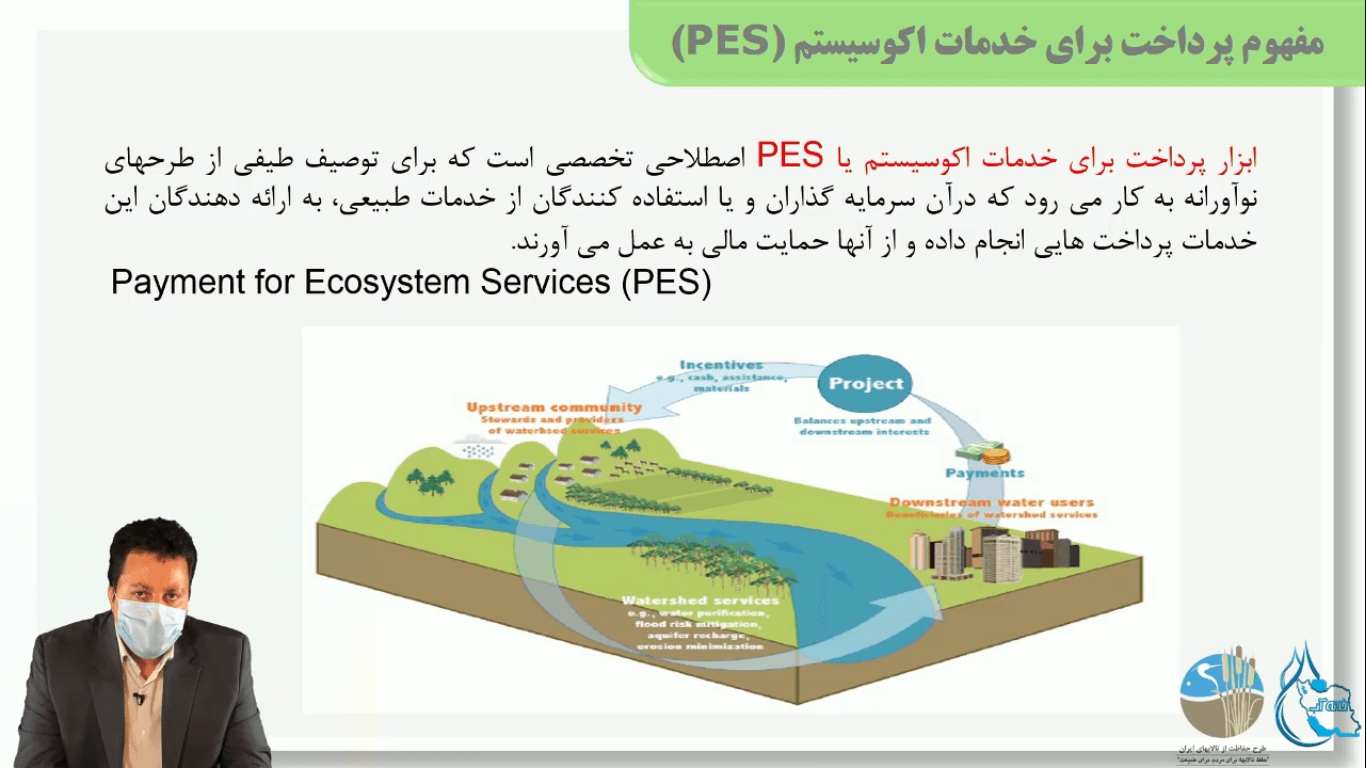 مفهوم پرداخت برای خدمات اکوسیستم (PES)
ابزار پرداخت برای خدمات اکوسیستم یا PES اصطلاحی تخصصی است که برای توصیف طیفی از طرحهای
نوآورانه به کار می رود که درآن سرمایه گذاران و یا استفاده کنندگان از خدمات طبیعی، به ارائه دهندگان این
خدمات پرداخت هایی انجام داده و از آنها حمایت مالی به عمل می آورند.
Payment for Ecosystem Services (PES)
Incentives
e.g., cash, assistance,
materials
Project
Balances upstream and
downstream interests
Upstream community
Stewards and providers
of watershed services
Payments
Downstream water users
Beneficiaries of watershed services
Watershed services
e.g., water purification,
flood risk mitigation,
aquifer recharge,
erosion minimization
خانه آب
طرح حفاظت از تالابهای ایران
"حفظ تالابها برای مردم، برای طبیعت"